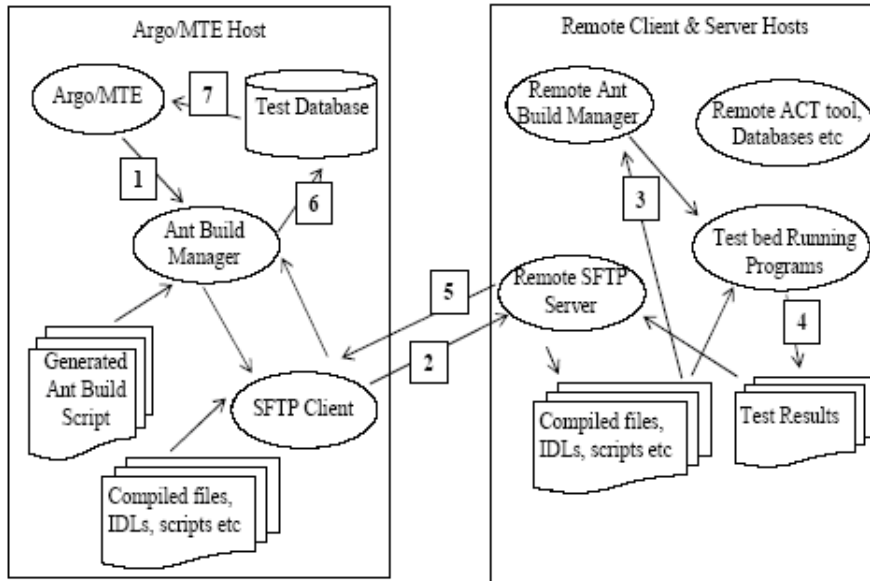 Argo/MTE Host
Argo/MTE
7
Test Database
1
6
Ant Build
Manager
Generated
Ant Build
Script
SFTP Client
Compiled files,
IDLs, scripts etc
5
2
Remote Client & Server Hosts
Remote Ant
Build Manager
Remote ACT tool,
Databases etc
3
Test bed Running
Programs
Remote SFTP
Server
4
Compiled files,
IDLs, scripts etc
Test Results